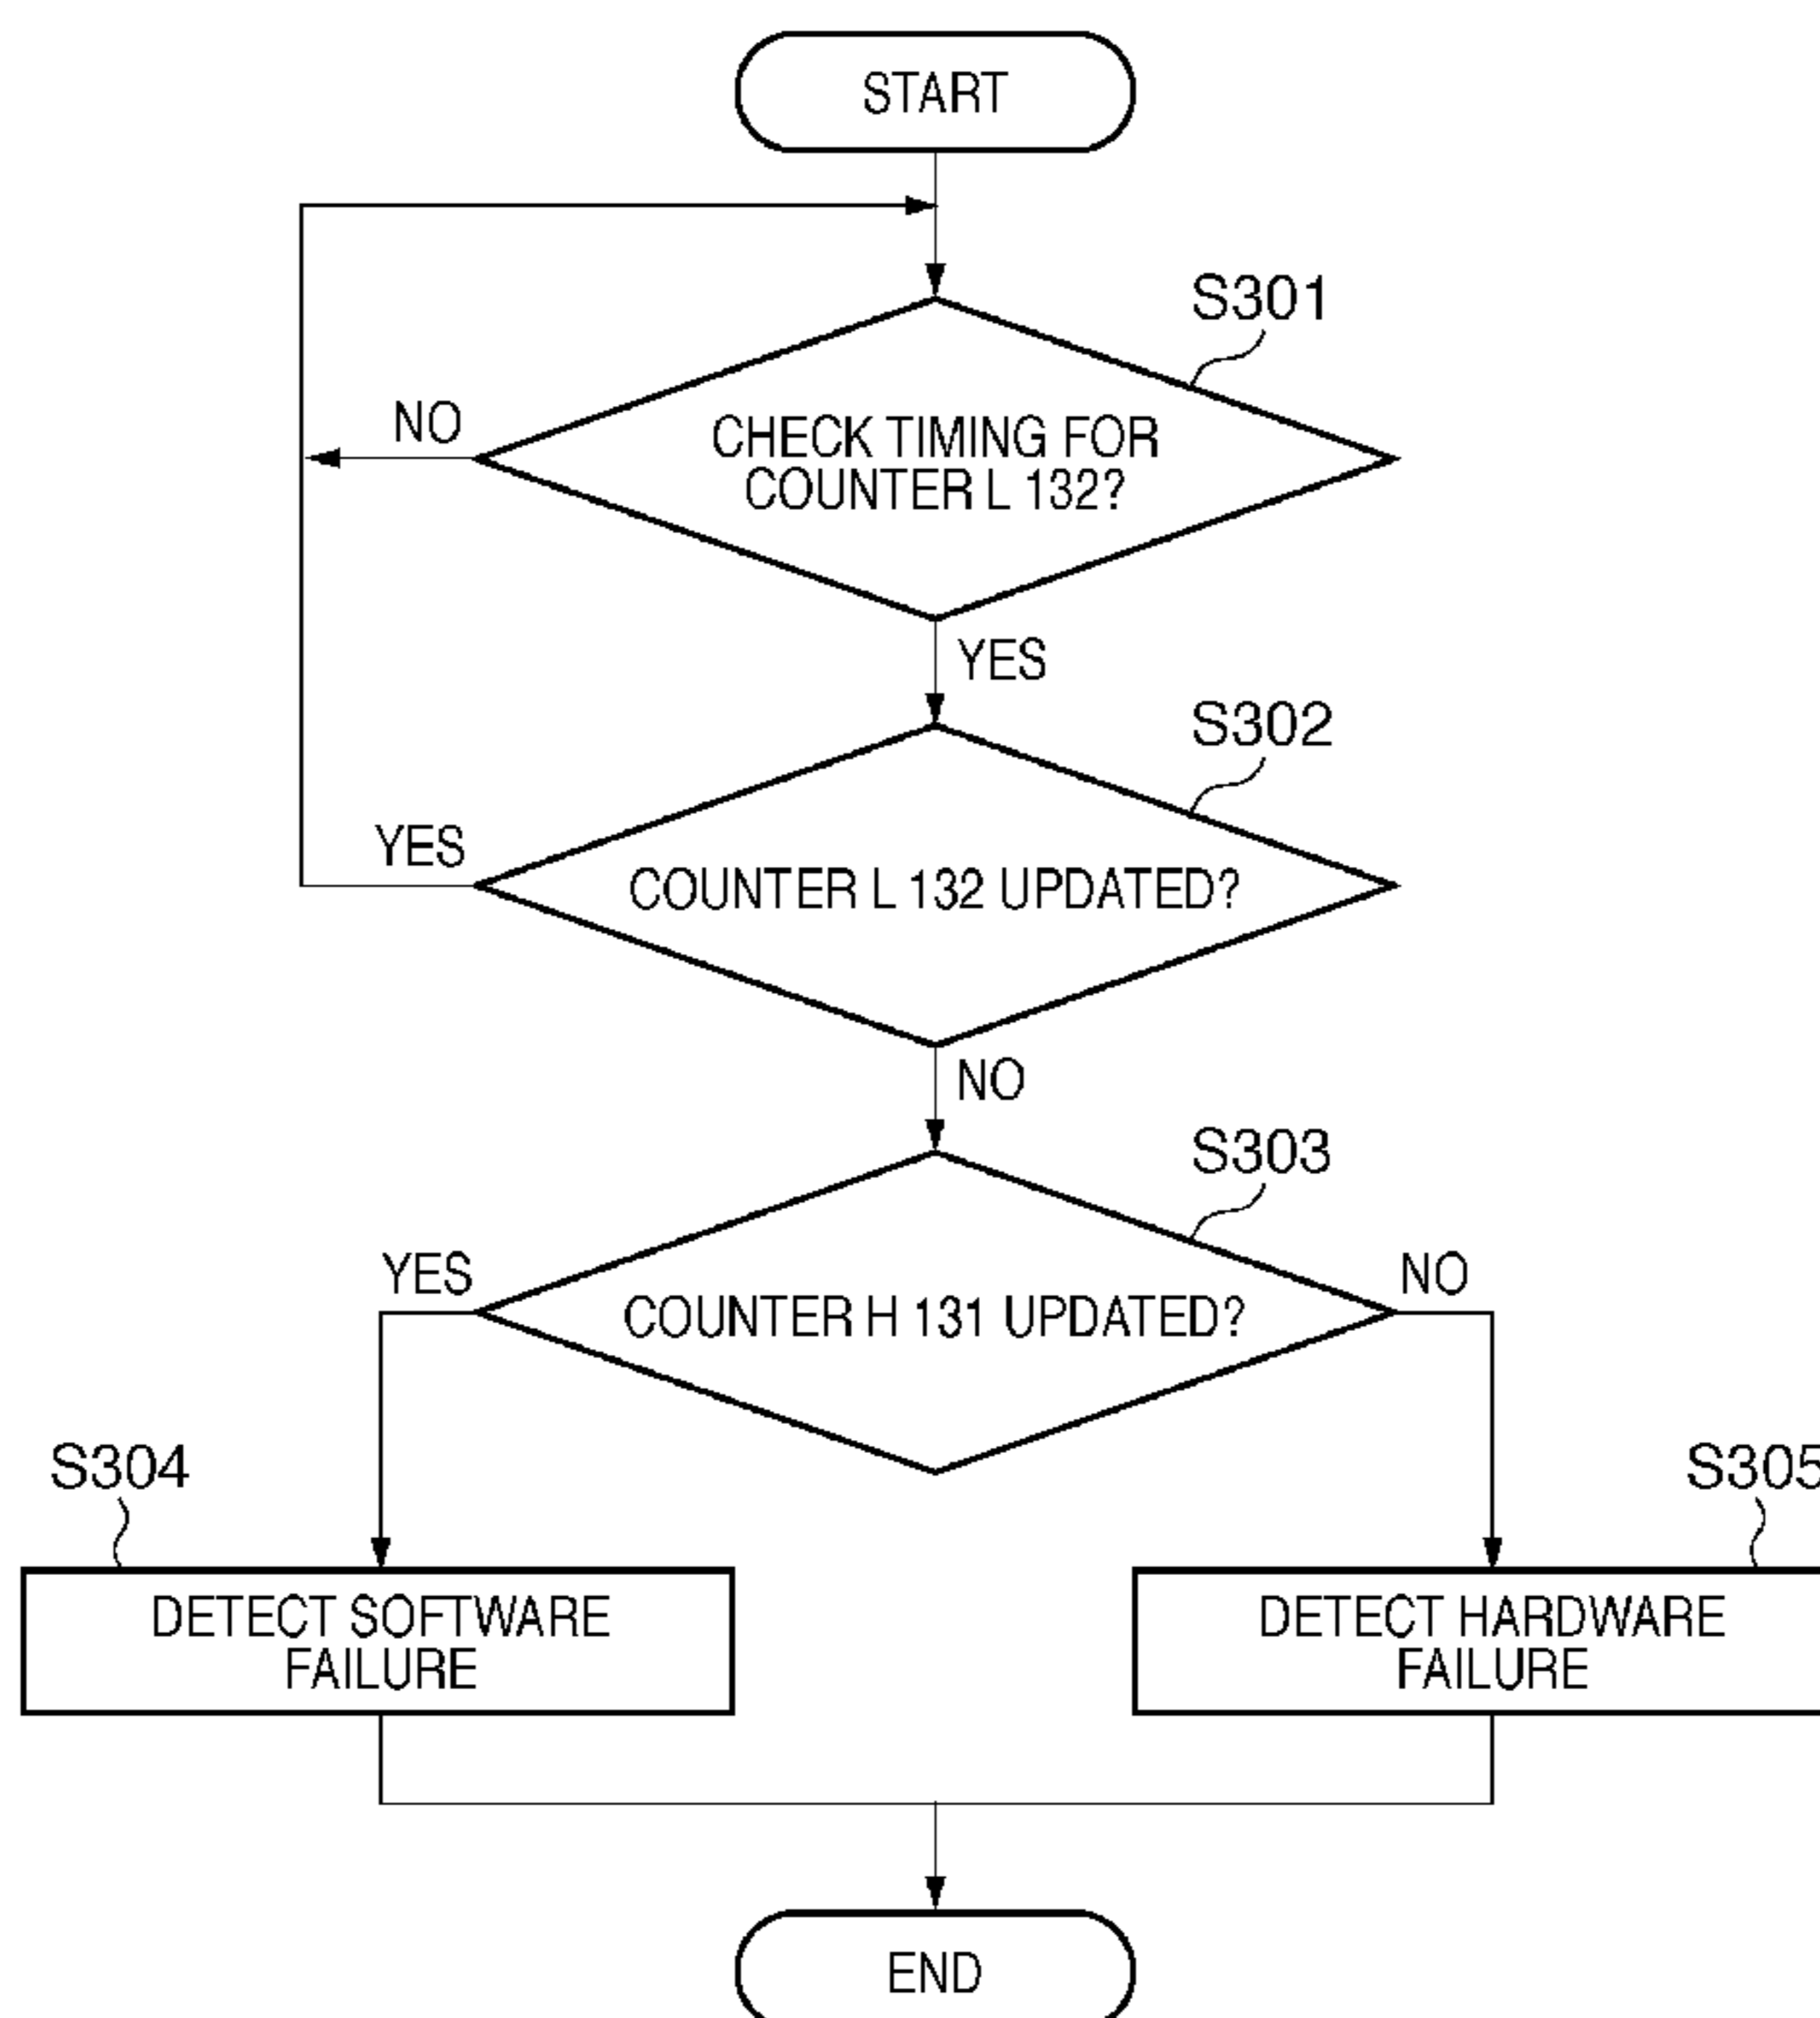 START
S301
NO
CHECK TIMING FOR
COUNTER L 132?
YES
S302
YES
COUNTER L 132 UPDATED?
NO
S303
YES
NO
COUNTER H 131 UPDATED?
S304
S305
DETECT SOFTWARE
FAILURE
DETECT HARDWARE
FAILURE
END